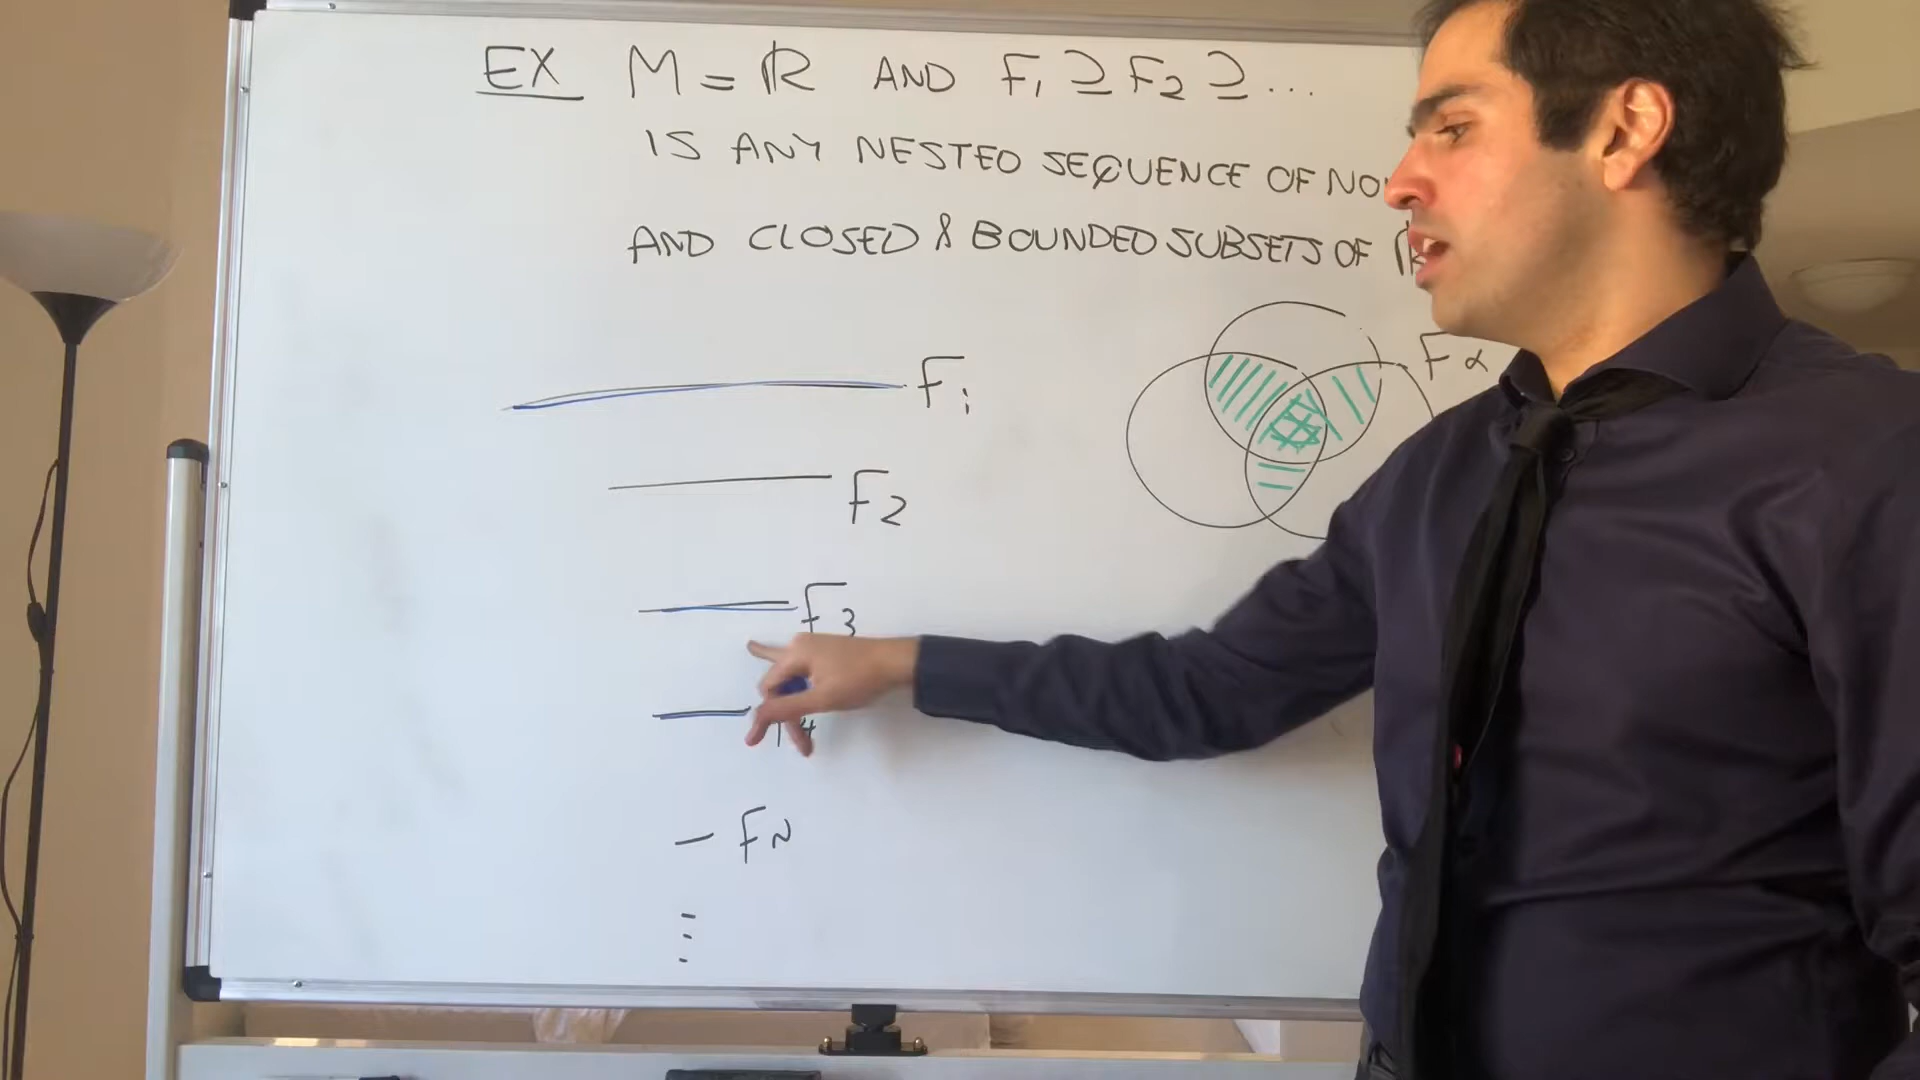 EX M = ℝ AND F1 ⊇ F2 ⊇ ...
IS ANY NESTED SEQUENCE OF
AND CLOSED & BOUNDED SUBSETS OF
F1
Fα
F2
F3
FN